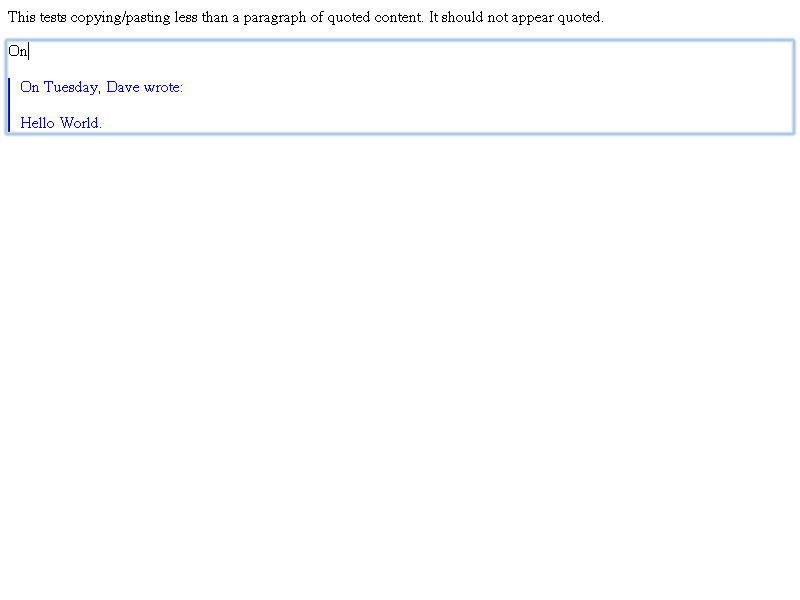 This tests copying/pasting less than a paragraph of quoted content. It should not appear quoted.
On
On Tuesday, Dave wrote:
Hello World.